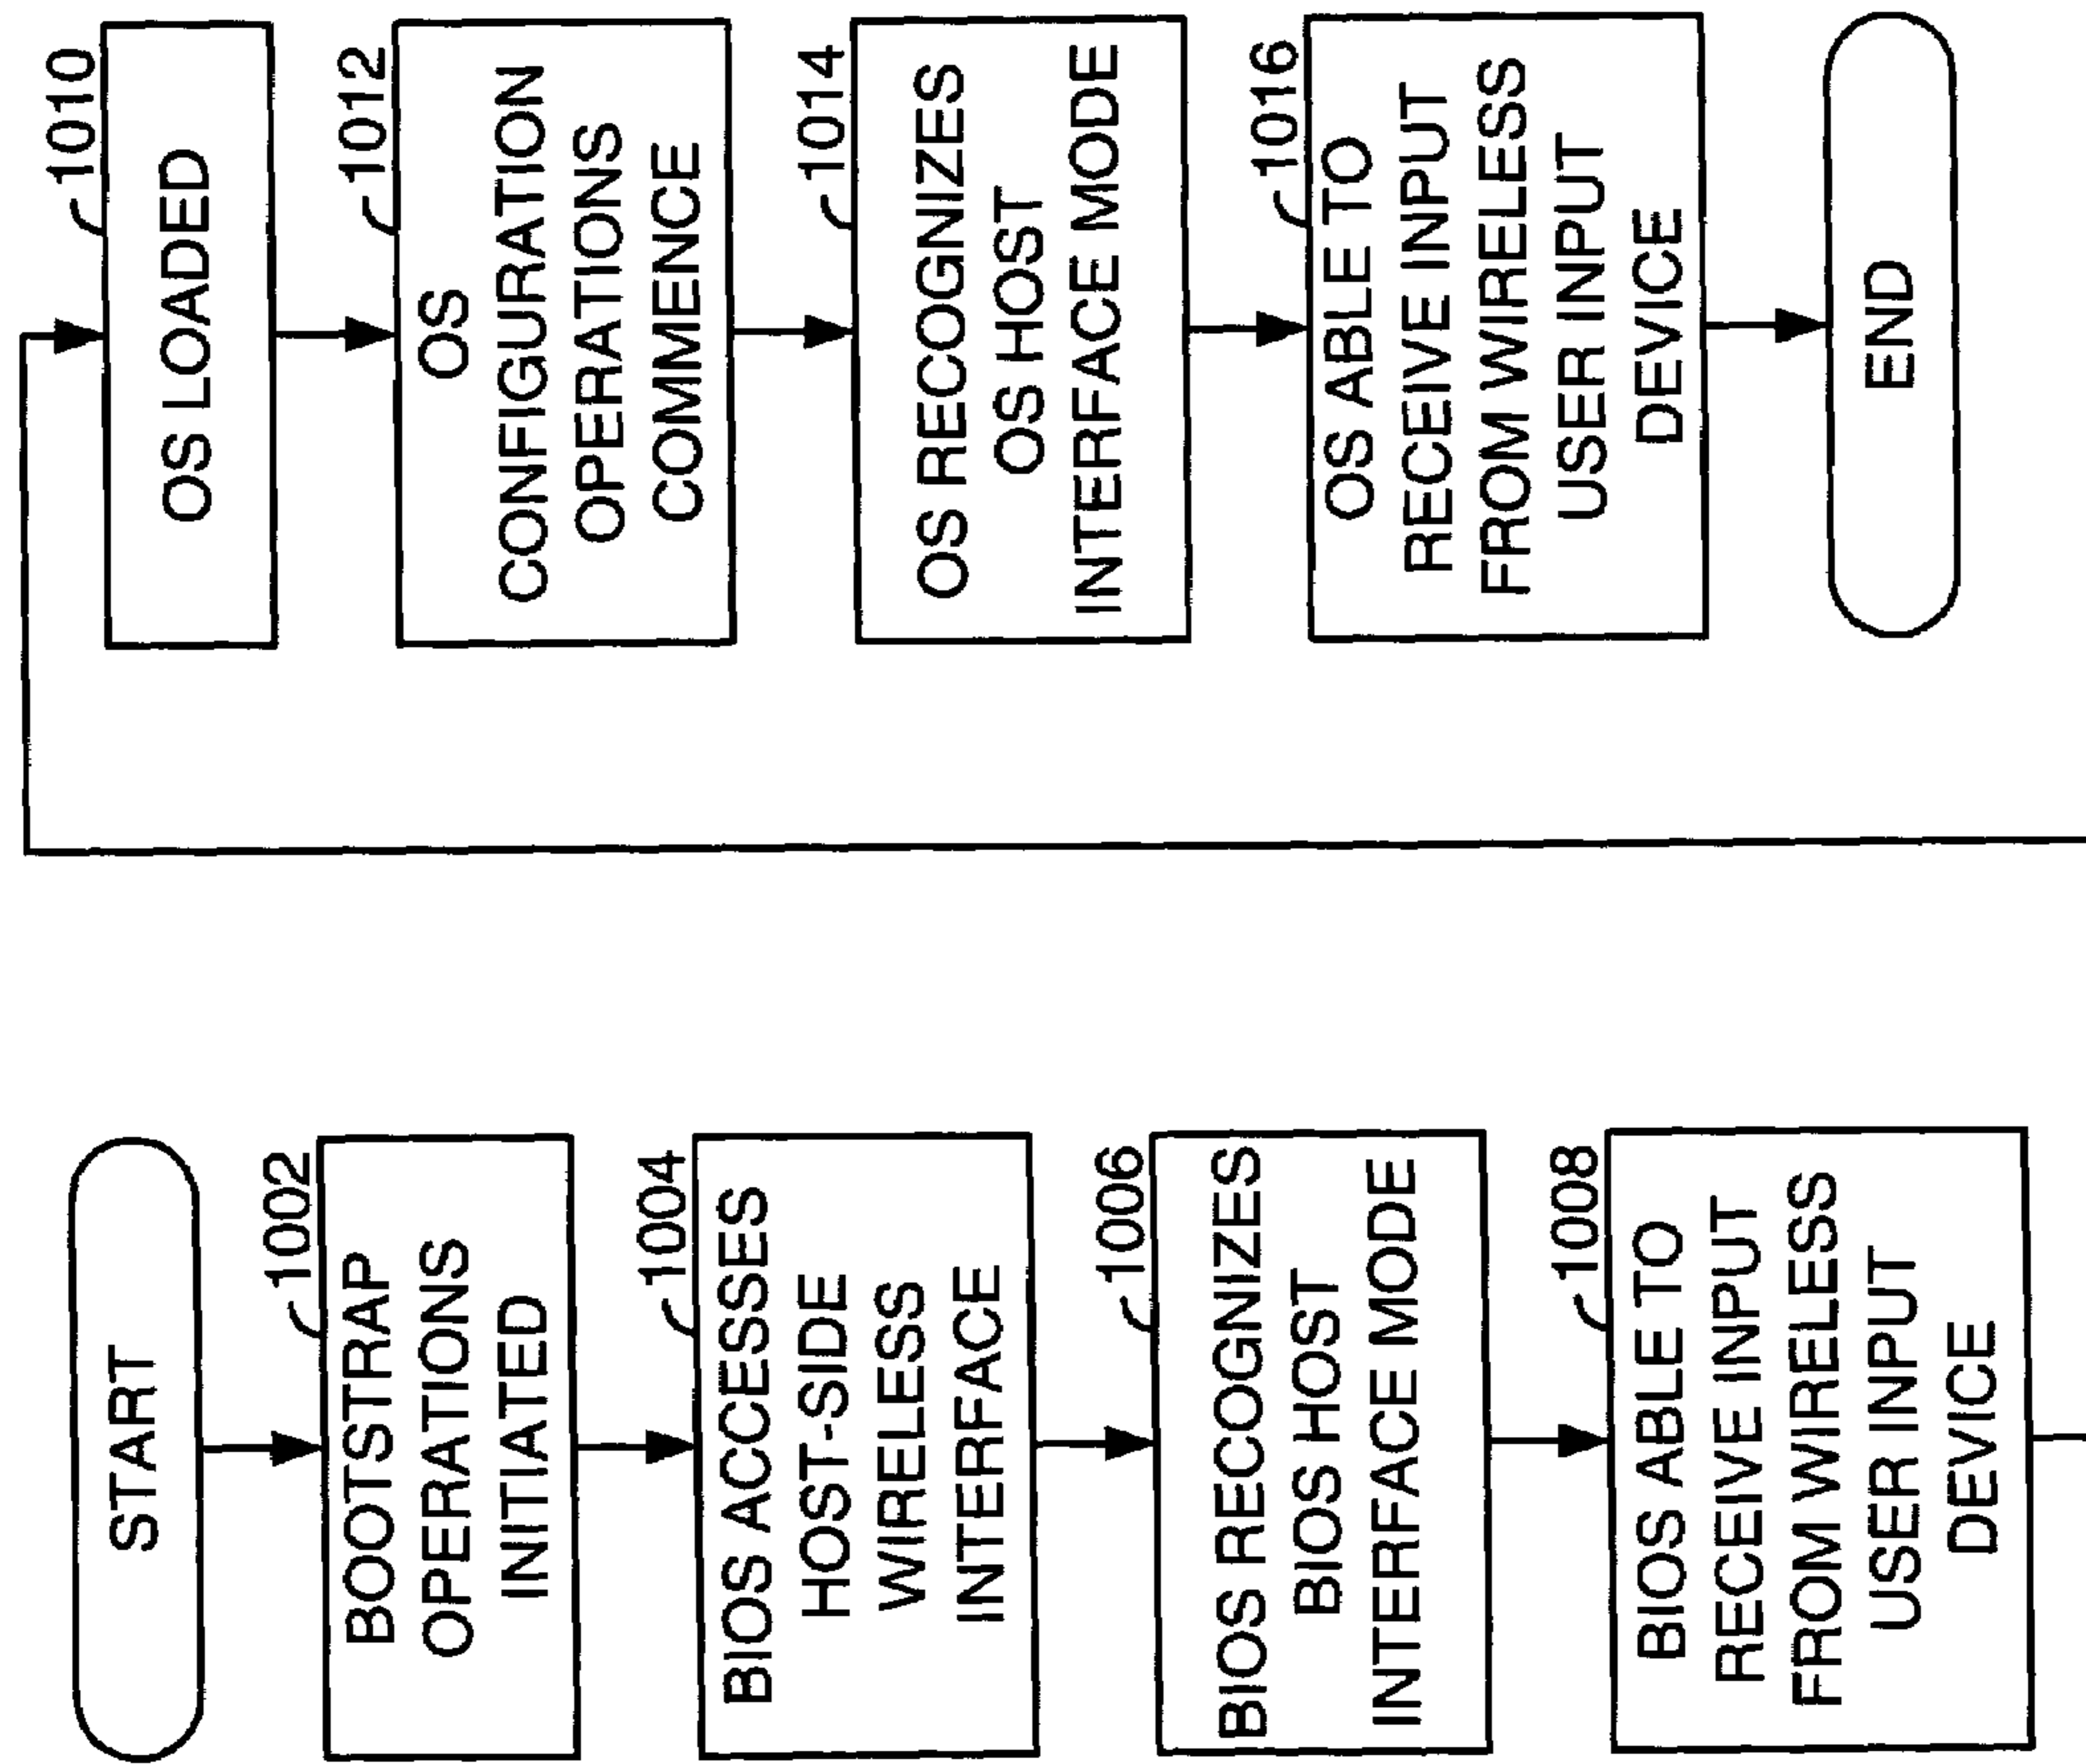 START
1002
BOOTSTRAP
OPERATIONS
INITIATED
1004
BIOS ACCESSES
HOST-SIDE
WIRELESS
INTERFACE
1006
BIOS RECOGNIZES
BIOS HOST
INTERFACE MODE
1008
BIOS ABLE TO
RECEIVE INPUT
FROM WIRELESS
USER INPUT
DEVICE
1010
OS LOADED
1012
OS
CONFIGURATION
OPERATIONS
COMMENCE
1014
OS RECOGNIZES
OS HOST
INTERFACE MODE
1016
OS ABLE TO
RECEIVE INPUT
FROM WIRELESS
USER INPUT
DEVICE
END